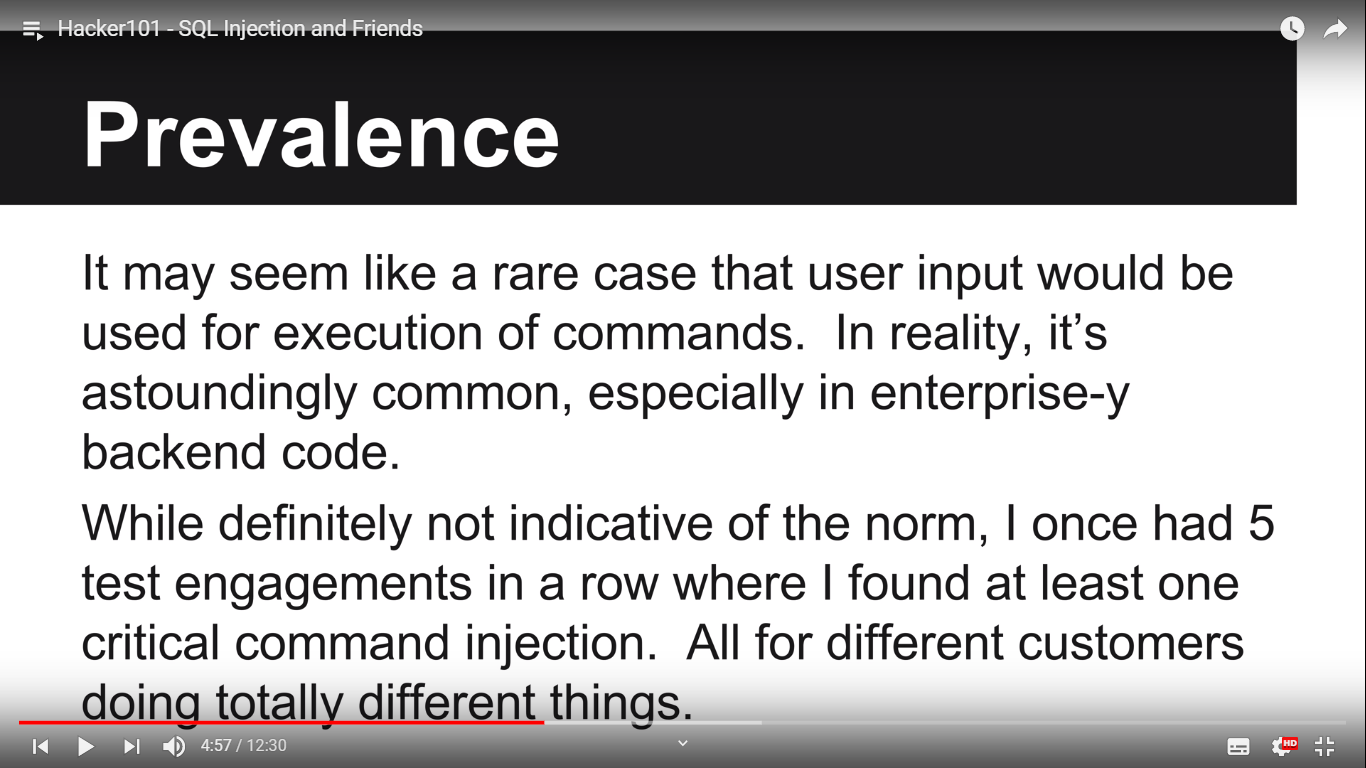 Hacker101 - SQL Injection and Friends
Prevalence
It may seem like a rare case that user input would be
used for execution of commands.  In reality, it’s
astoundingly common, especially in enterprise-y
backend code.
While definitely not indicative of the norm, I once had 5
test engagements in a row where I found at least one
critical command injection.  All for different customers
doing totally different things.
4:57 / 12:30
HD